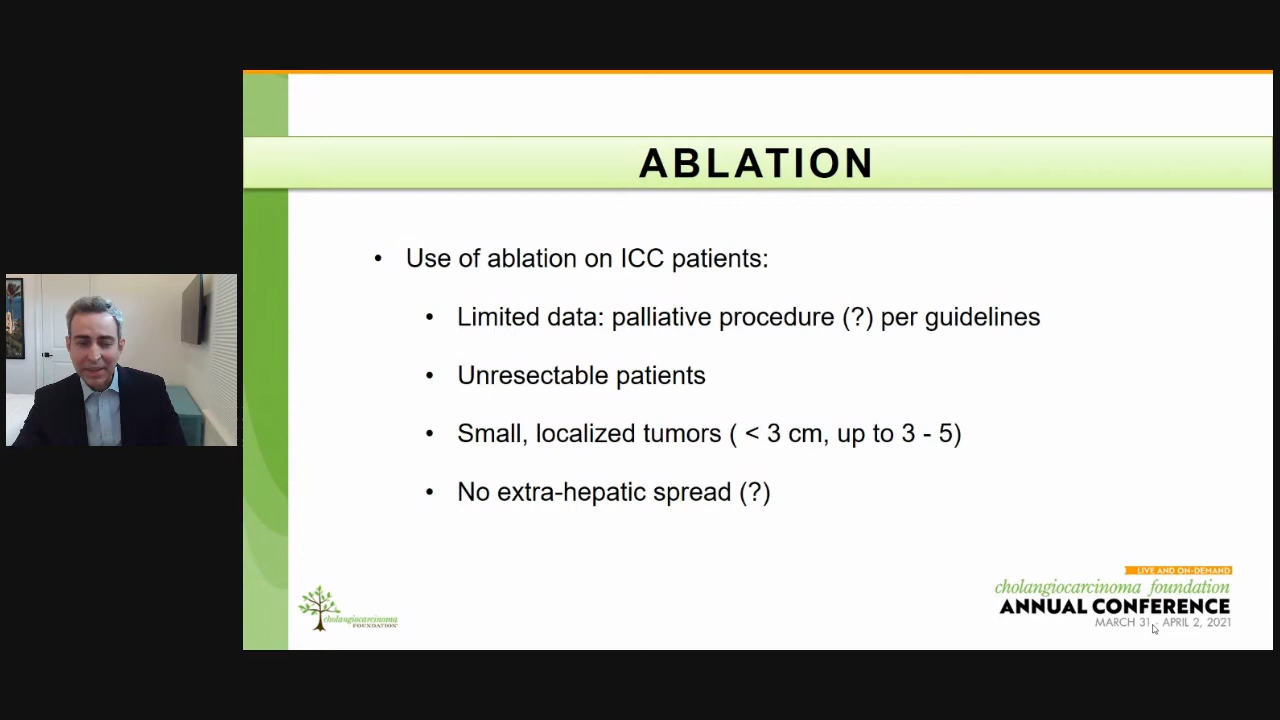 ABLATION
• Use of ablation on ICC patients:
• Limited data: palliative procedure (?) per guidelines
• Unresectable patients
• Small, localized tumors ( < 3 cm, up to 3 - 5)
• No extra-hepatic spread (?)
cholangiocarcinoma
FOUNDATION
LIVE AND ON-DEMAND
cholangiocarcinoma foundation
ANNUAL CONFERENCE
MARCH 31 - APRIL 2, 2021